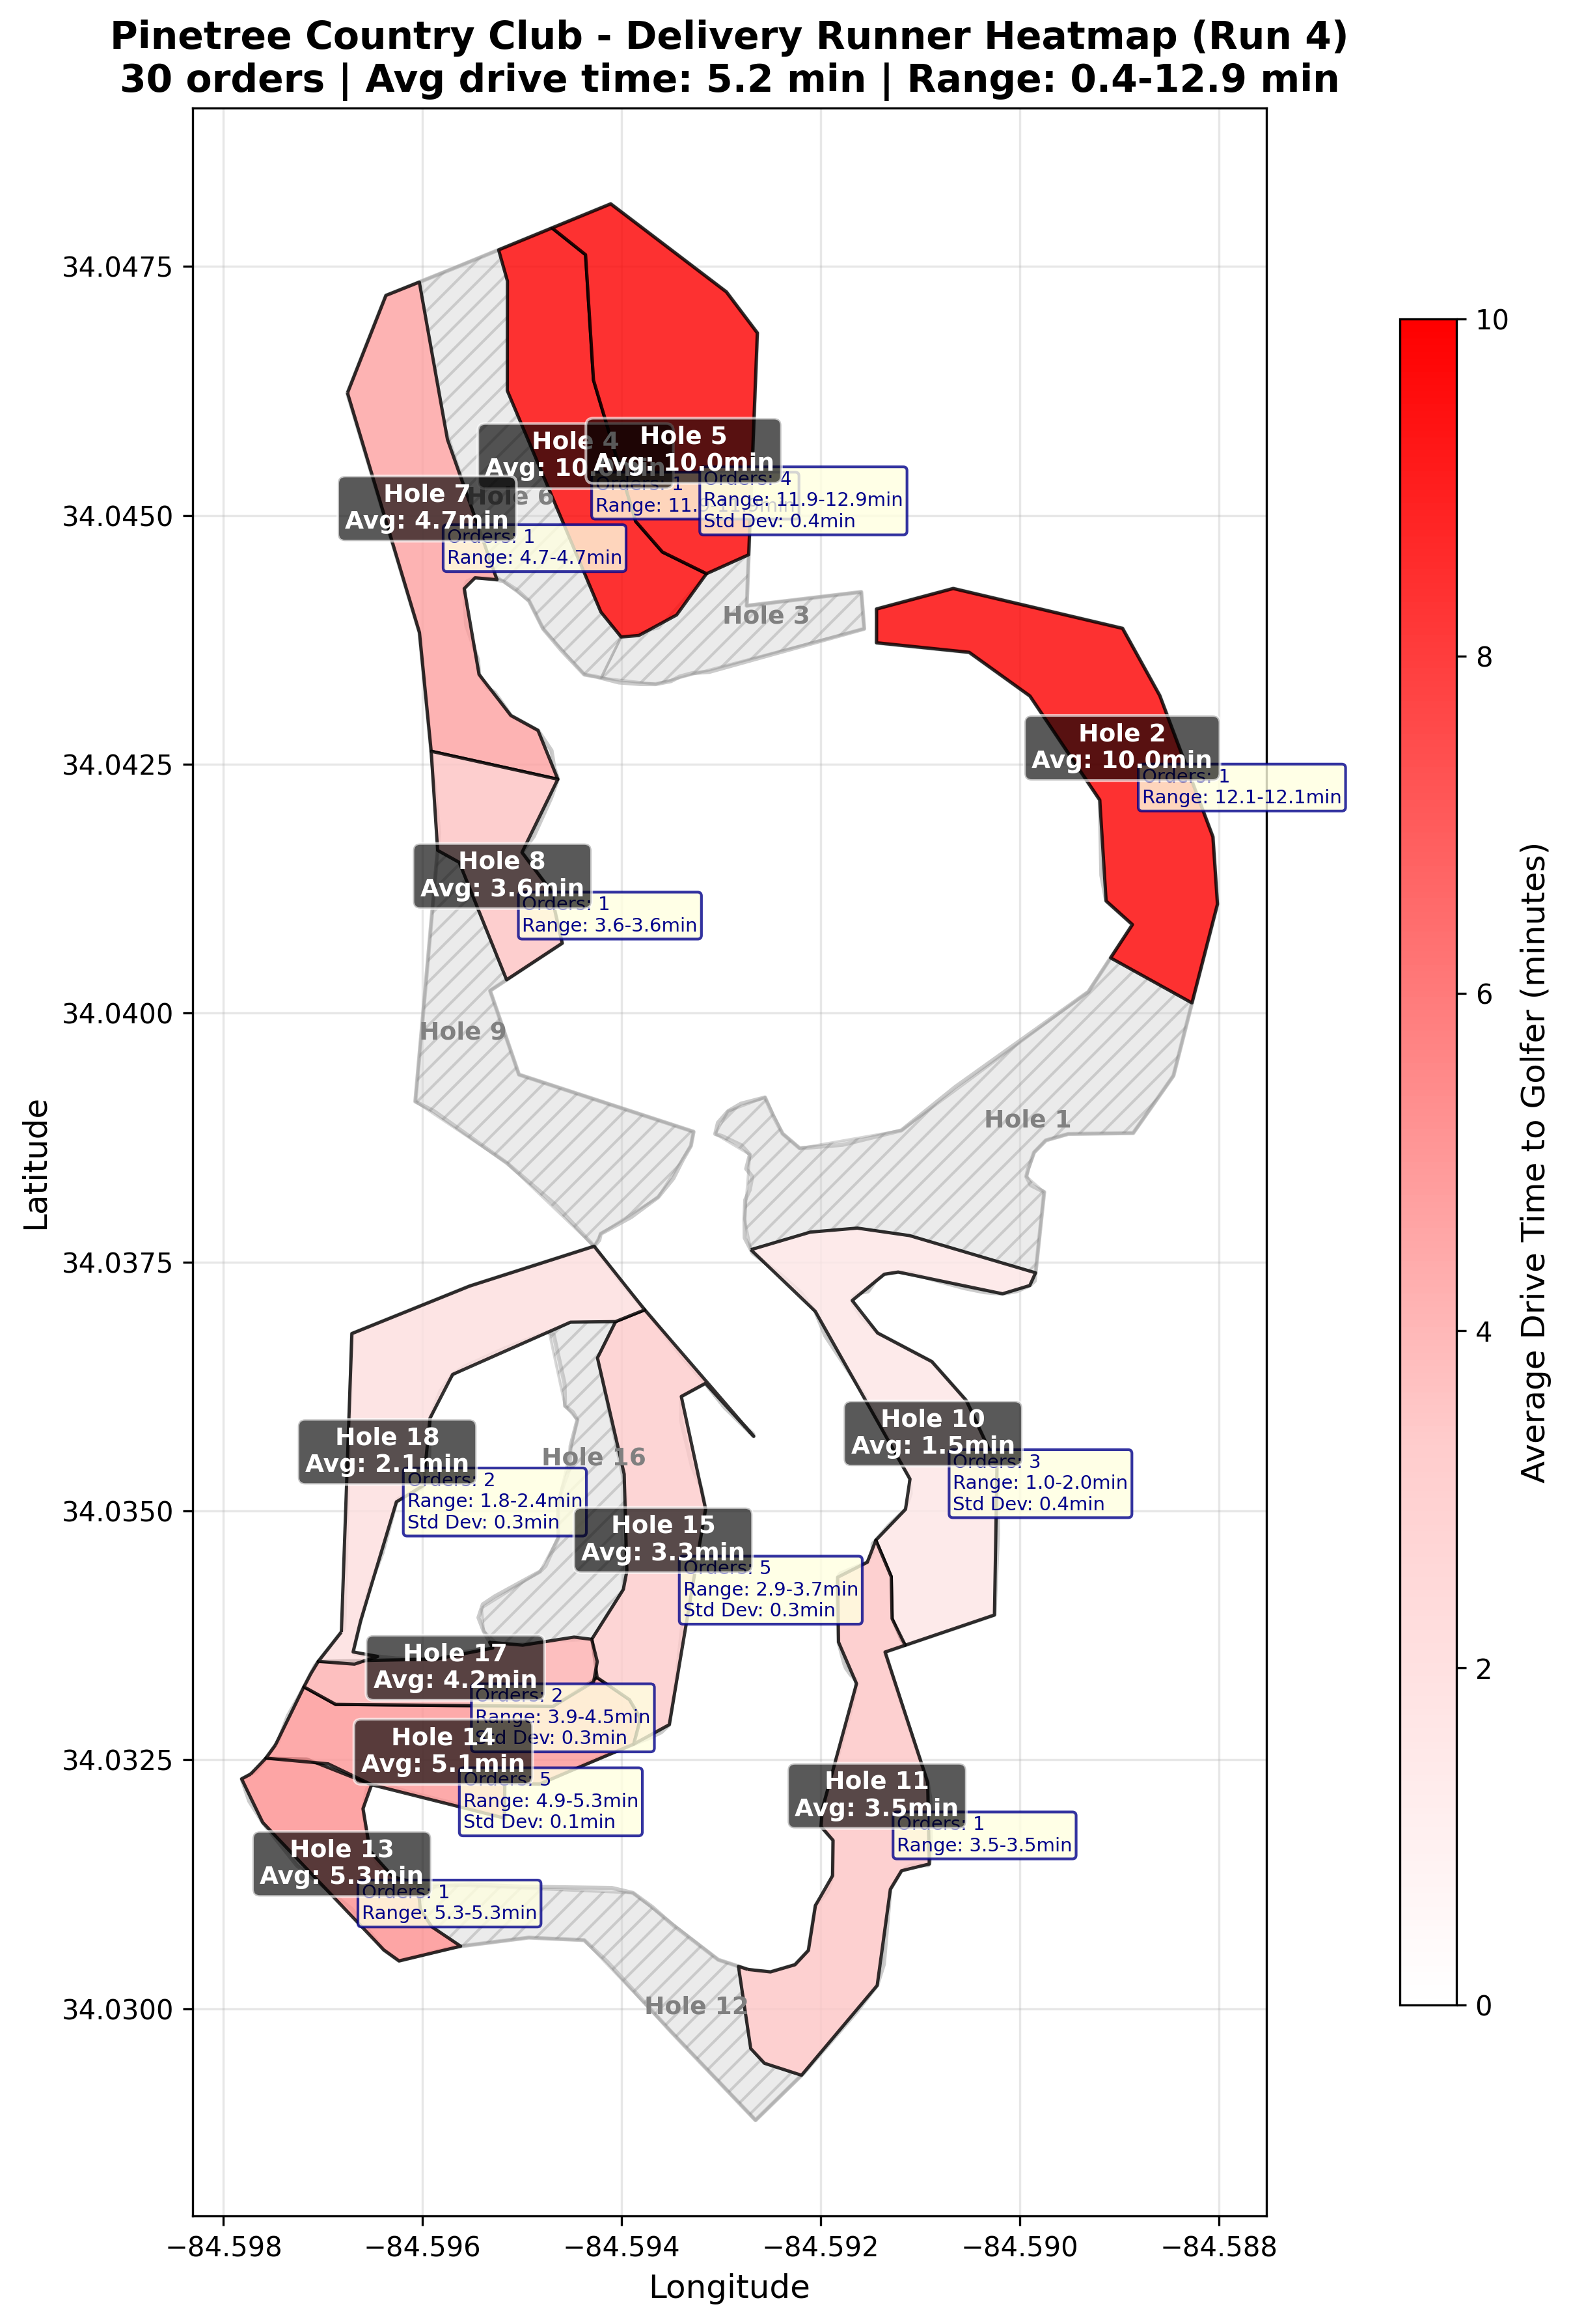 Pinetree Country Club - Delivery Runner Heatmap (Run 4)
30 orders | Avg drive time: 5.2 min | Range: 0.4-12.9 min
34.0475
34.0450
34.0425
34.0400
34.0375
34.0350
34.0325
34.0300
Latitude
−84.598
−84.596
−84.594
−84.592
−84.590
−84.588
Longitude
10
8
6
4
2
0
Average Drive Time to Golfer (minutes)
Hole 4
Avg:
Orders: 1
Range:
Hole 5
Avg: 10.0min
Orders: 4
Range: 11.9-12.9min
Std Dev: 0.4min
Hole 6
Hole 7
Avg: 4.7min
Orders: 1
Range: 4.7-4.7min
Hole 3
Hole 2
Avg: 10.0min
Orders: 1
Range: 12.1-12.1min
Hole 8
Avg: 3.6min
Orders: 1
Range: 3.6-3.6min
Hole 9
Hole 1
Hole 10
Avg: 1.5min
Orders: 3
Range: 1.0-2.0min
Std Dev: 0.4min
Hole 18
Avg: 2.1min
Orders: 2
Range: 1.8-2.4min
Std Dev: 0.3min
Hole 16
Hole 15
Avg: 3.3min
Orders: 5
Range: 2.9-3.7min
Std Dev: 0.3min
Hole 17
Avg: 4.2min
Orders: 2
Range: 3.9-4.5min
Std Dev: 0.3min
Hole 14
Avg: 5.1min
Orders: 5
Range: 4.9-5.3min
Std Dev: 0.1min
Hole 11
Avg: 3.5min
Orders: 1
Range: 3.5-3.5min
Hole 13
Avg: 5.3min
Orders: 1
Range: 5.3-5.3min
Hole 12